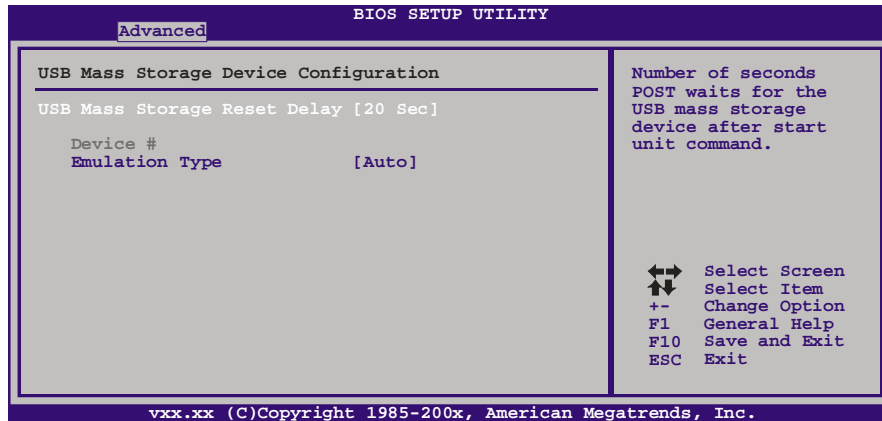 BIOS SETUP UTILITY
Advanced
USB Mass Storage Device Configuration
USB Mass Storage Reset Delay [20 Sec]
Device #
Emulation Type [Auto]
Number of seconds
POST waits for the
USB mass storage
device after start
unit command.
Select Screen
Select Item
+- Change Option
F1 General Help
F10 Save and Exit
ESC Exit
vxx.xx (C)Copyright 1985-200x, American Megatrends, Inc.